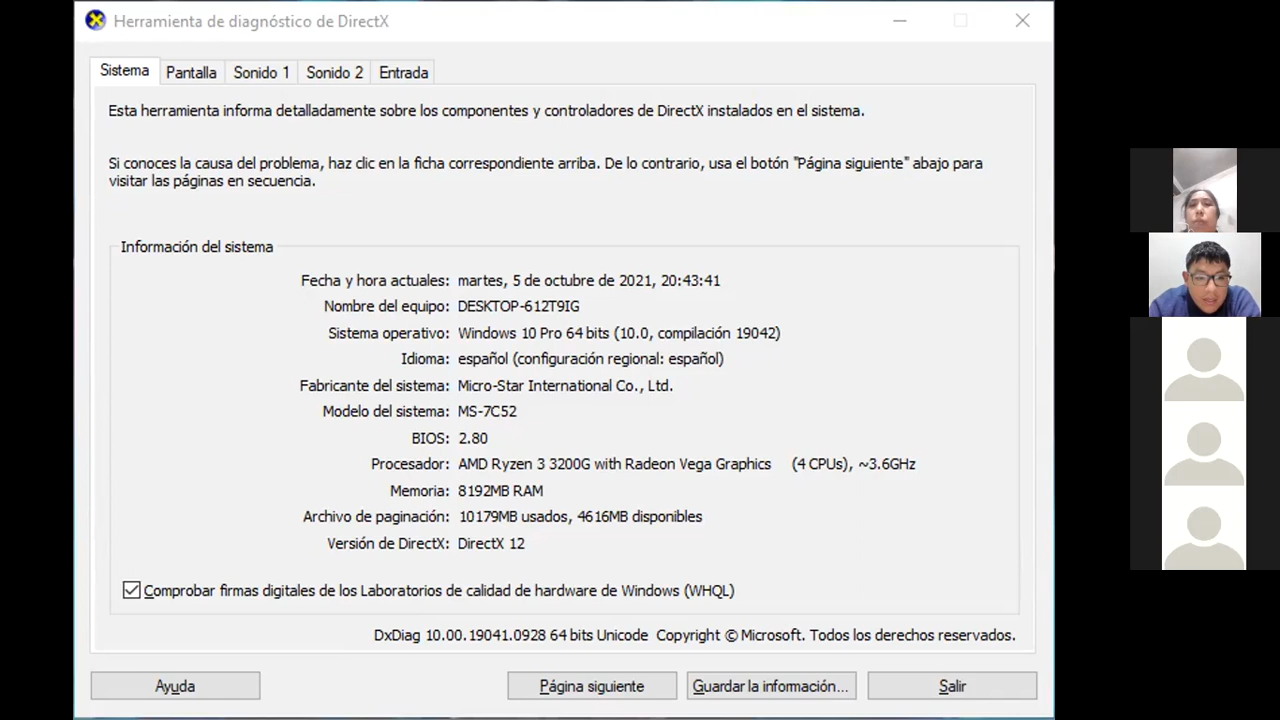 Herramienta de diagnóstico de DirectX
Sistema Pantalla Sonido 1 Sonido 2 Entrada
Esta herramienta informa detalladamente sobre los componentes y controladores de DirectX instalados en el sistema.
Si conoces la causa del problema, haz clic en la ficha correspondiente arriba. De lo contrario, usa el botón "Página siguiente" abajo para
visitar las páginas en secuencia.
Información del sistema
Fecha y hora actuales: martes, 5 de octubre de 2021, 20:43:41
Nombre del equipo: DESKTOP-612T9IG
Sistema operativo: Windows 10 Pro 64 bits (10.0, compilación 19042)
Idioma: español (configuración regional: español)
Fabricante del sistema: Micro-Star International Co., Ltd.
Modelo del sistema: MS-7C52
BIOS: 2.80
Procesador: AMD Ryzen 3 3200G with Radeon Vega Graphics (4 CPUs), ~3.6GHz
Memoria: 8192MB RAM
Archivo de paginación: 10179MB usados, 4616MB disponibles
Versión de DirectX: DirectX 12
Comprobar firmas digitales de los Laboratorios de calidad de hardware de Windows (WHQL)
DxDiag 10.00.19041.0928 64 bits Unicode Copyright © Microsoft. Todos los derechos reservados.
Ayuda Página siguiente Guardar la información... Salir